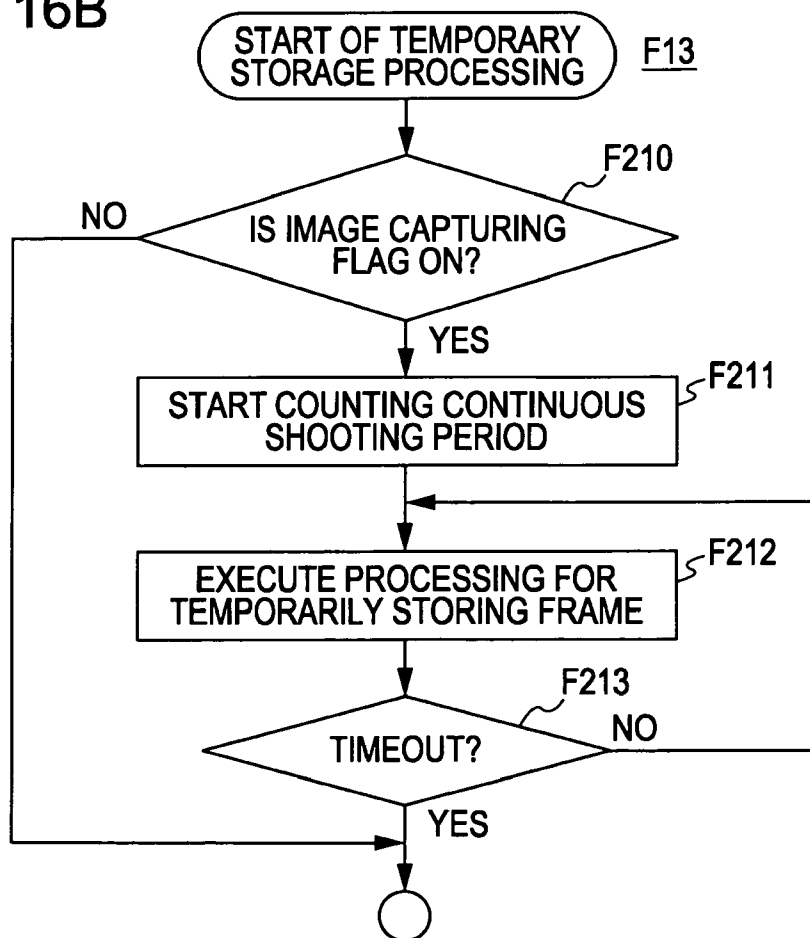 16B
START OF TEMPORARY
STORAGE PROCESSING
F13
F210
NO
IS IMAGE CAPTURING
FLAG ON?
YES
F211
START COUNTING CONTINUOUS
SHOOTING PERIOD
F212
EXECUTE PROCESSING FOR
TEMPORARILY STORING FRAME
F213
TIMEOUT?
NO
YES